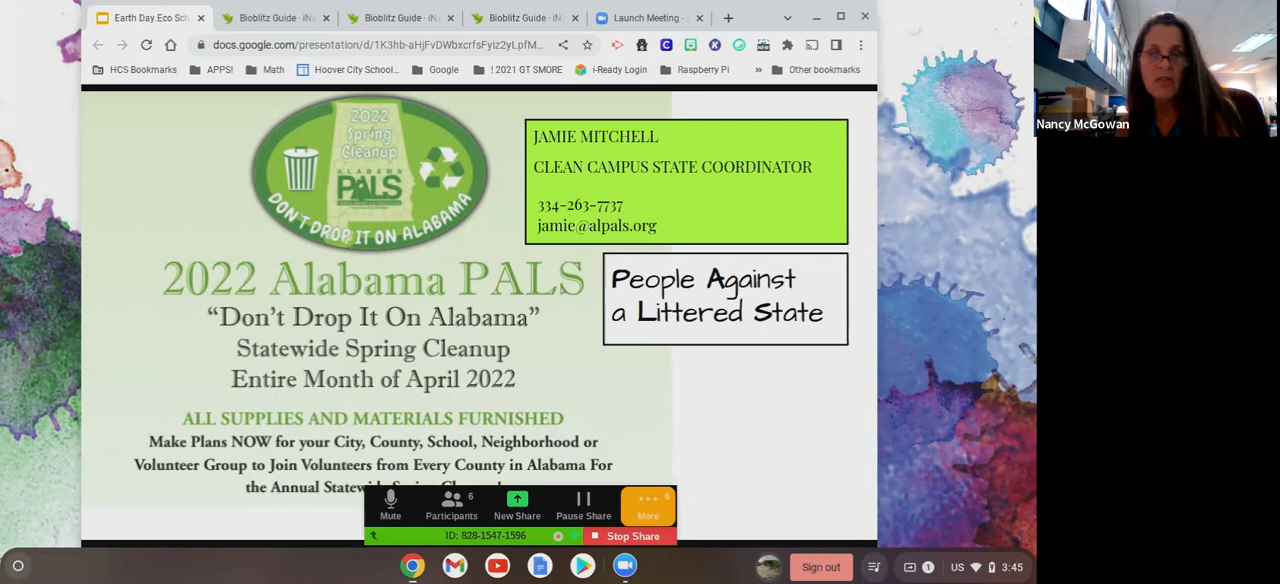 Earth Day.Eco Sch
Bioblitz Guide · iNa
Bioblitz Guide · iNa
Bioblitz Guide · iN
Launch Meeting - Z
docs.google.com/presentation/d/1K3hb-aHjFvDWbxcrfsFyiz2yLpfM...
HCS Bookmarks
APPS!
Math
Hoover City School...
Google
! 2021 GT SMORE
i-Ready Login
Raspberry Pi
»
Other bookmarks
Nancy McGowan
2022
Spring
Cleanup
ALABAMA
PALS
DON'T DROP IT ON ALABAMA
JAMIE MITCHELL
CLEAN CAMPUS STATE COORDINATOR
334-263-7737
jamie@alpals.org
2022 Alabama PALS
People Against
a Littered State
“Don’t Drop It On Alabama”
Statewide Spring Cleanup
Entire Month of April 2022
ALL SUPPLIES AND MATERIALS FURNISHED
Make Plans NOW for your City, County, School, Neighborhood or
Volunteer Group to Join Volunteers from Every County in Alabama For
the Annual
Mute
Participants 6
New Share
Pause Share
More 6
ID: 828-1547-1596
Stop Share
Sign out
1
US
3:45